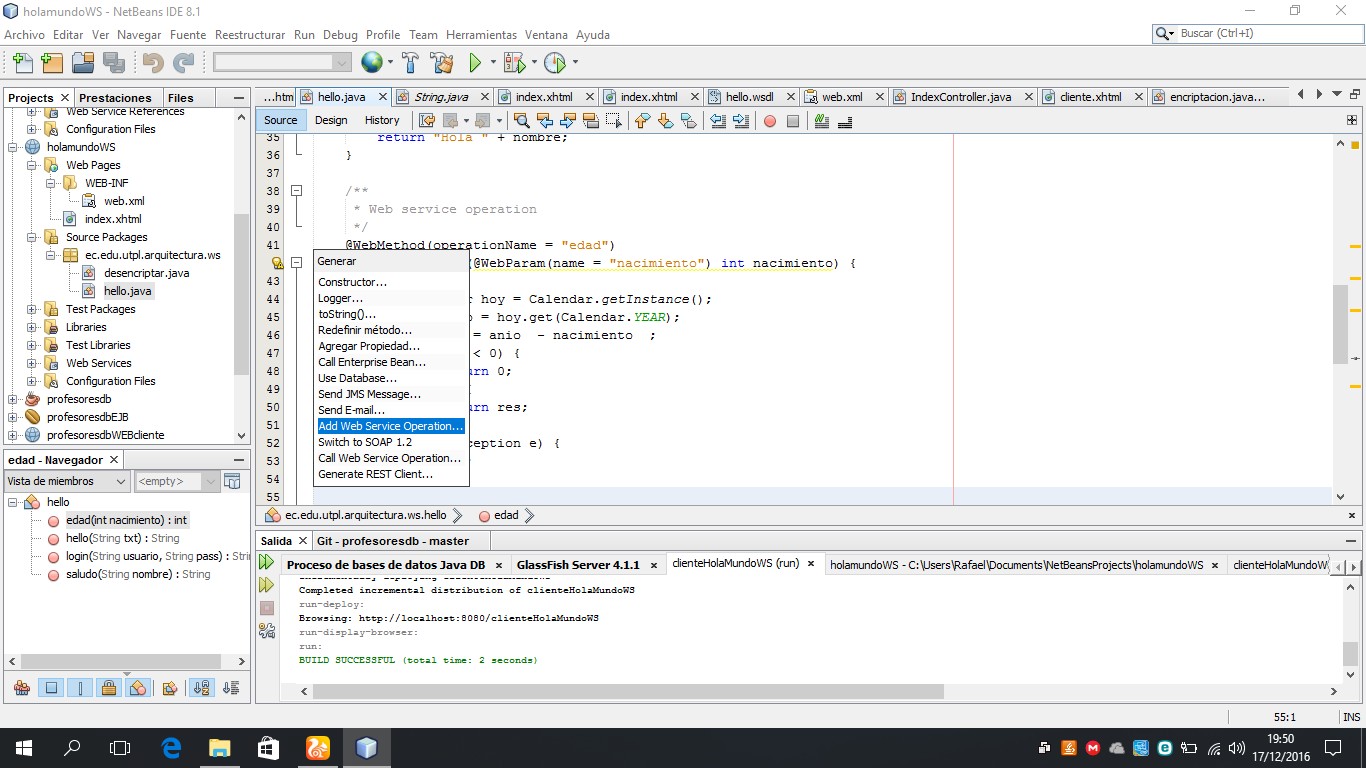 holamundoWS - NetBeans IDE 8.1
Archivo Editar Ver Navegar Fuente Reestructurar Run Debug Profile Team Herramientas Ventana Ayuda
Buscar (Ctrl+I)
Projects Prestaciones Files
Web Service References
Configuration Files
holamundoWS
Web Pages
WEB-INF
web.xml
index.xhtml
Source Packages
ec.edu.utpl.arquitectura.ws
desencriptar.java
hello.java
Test Packages
Libraries
Test Libraries
Web Services
Configuration Files
profesoresdb
profesoresdbEJB
profesoresdbWEBcliente
edad - Navegador
Vista de miembros <empty>
hello
edad(int nacimiento) : int
hello(String txt) : String
login(String usuario, String pass) : Stri
saludo(String nombre) : String
...htm hello.java String.java index.xhtml index.xhtml hello.wsdl web.xml IndexController.java cliente.xhtml encriptacion.java...
Source Design History
35 return "Hola " + nombre;
36 }
37
38 /**
39 * Web service operation
40 */
41 @WebMethod(operationName = "edad")
(@WebParam(name = "nacimiento") int nacimiento) {
43
44 r hoy = Calendar.getInstance();
45 o = hoy.get(Calendar.YEAR);
46 = anio - nacimiento ;
47 < 0) {
48 urn 0;
49
50 urn res;
51
52 ception e) {
53
54
55
Generar
Constructor...
Logger...
toString()...
Redefinir método...
Agregar Propiedad...
Call Enterprise Bean...
Use Database...
Send JMS Message...
Send E-mail...
Add Web Service Operation...
Switch to SOAP 1.2
Call Web Service Operation...
Generate REST Client...
ec.edu.utpl.arquitectura.ws.hello edad
Salida Git - profesoresdb - master
Proceso de bases de datos Java DB GlassFish Server 4.1.1 clienteHolaMundoWS (run) holamundoWS - C:\Users\Rafael\Documents\NetBeansProjects\holamundoWS clienteHolaMundoW
Incrementally deploying clienteHolaMundoWS
Completed incremental distribution of clienteHolaMundoWS
run-deploy:
Browsing: http://localhost:8080/clienteHolaMundoWS
run-display-browser:
run:
BUILD SUCCESSFUL (total time: 2 seconds)
55:1 INS
19:50
17/12/2016